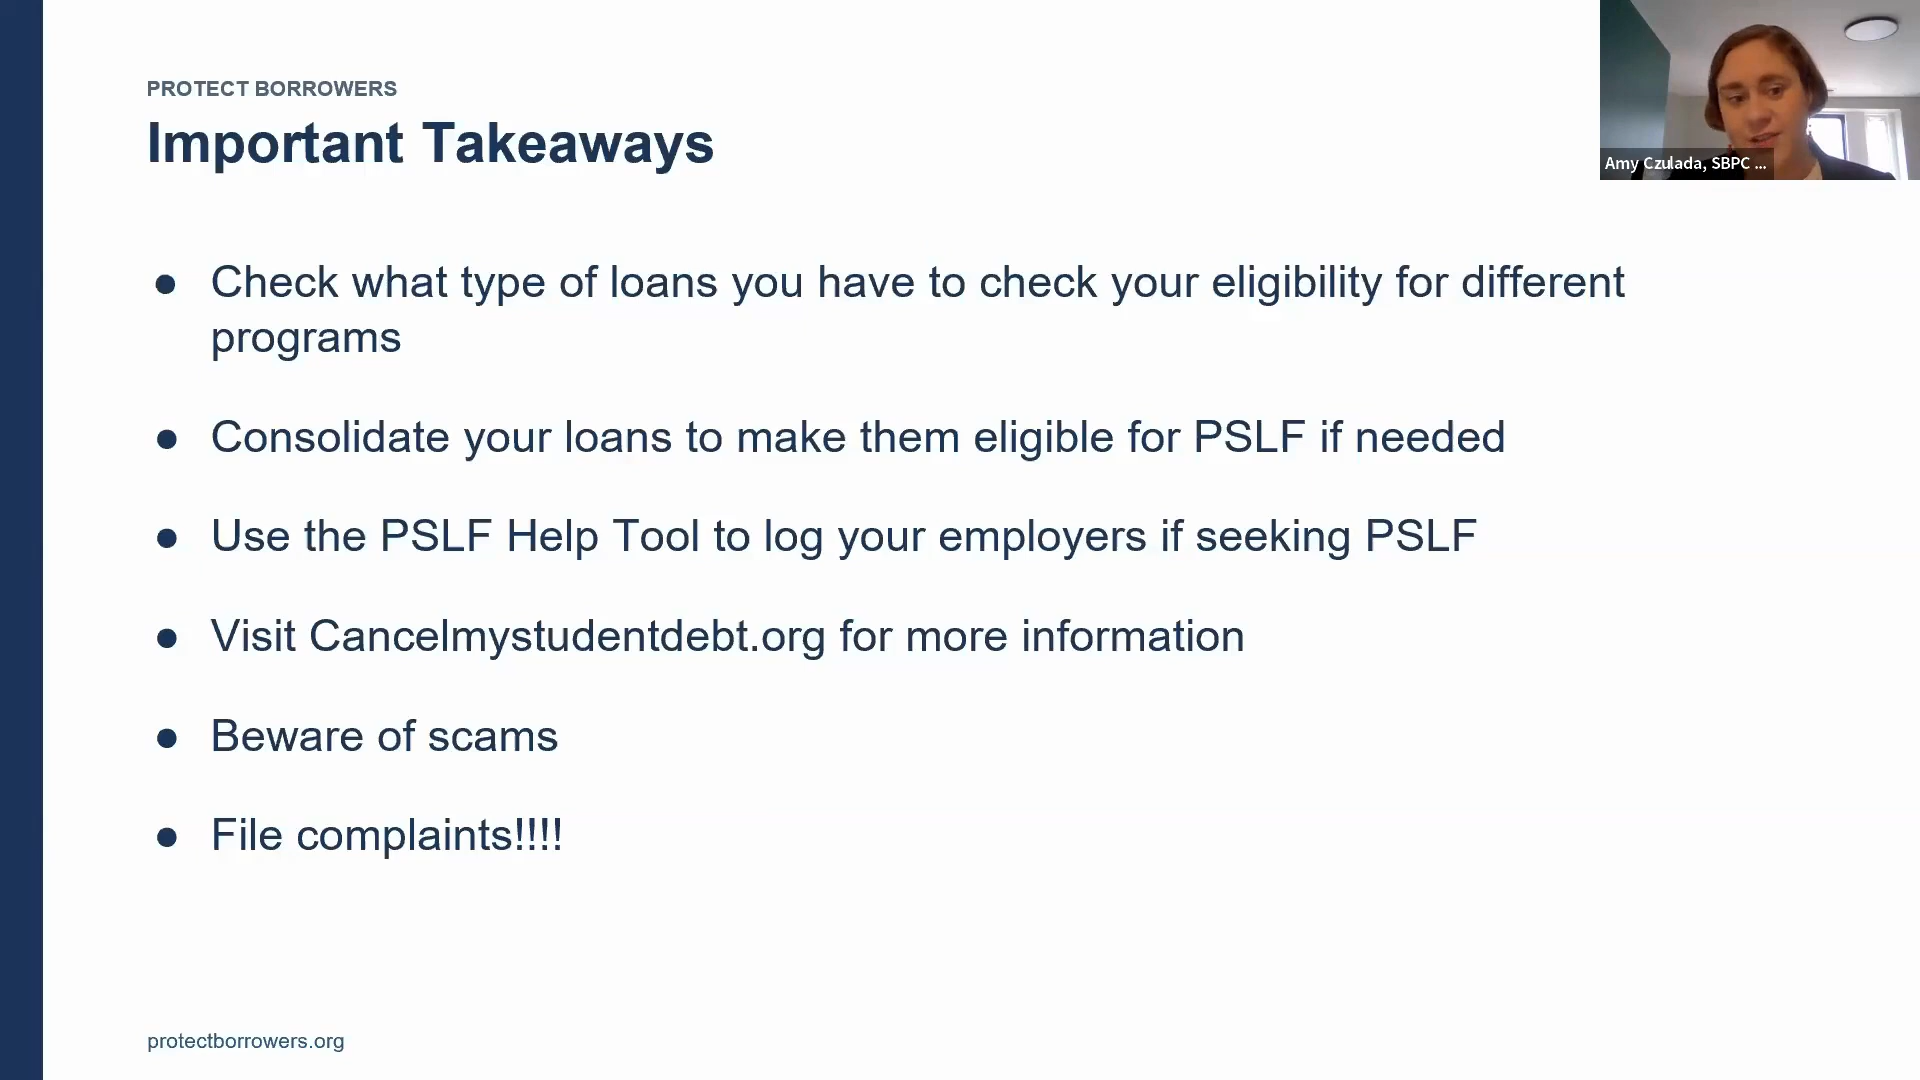 PROTECT BORROWERS
Important Takeaways
Amy Czulada, SBPC ...
● Check what type of loans you have to check your eligibility for different
programs
● Consolidate your loans to make them eligible for PSLF if needed
● Use the PSLF Help Tool to log your employers if seeking PSLF
● Visit Cancelmystudentdebt.org for more information
● Beware of scams
● File complaints!!!!
protectborrowers.org